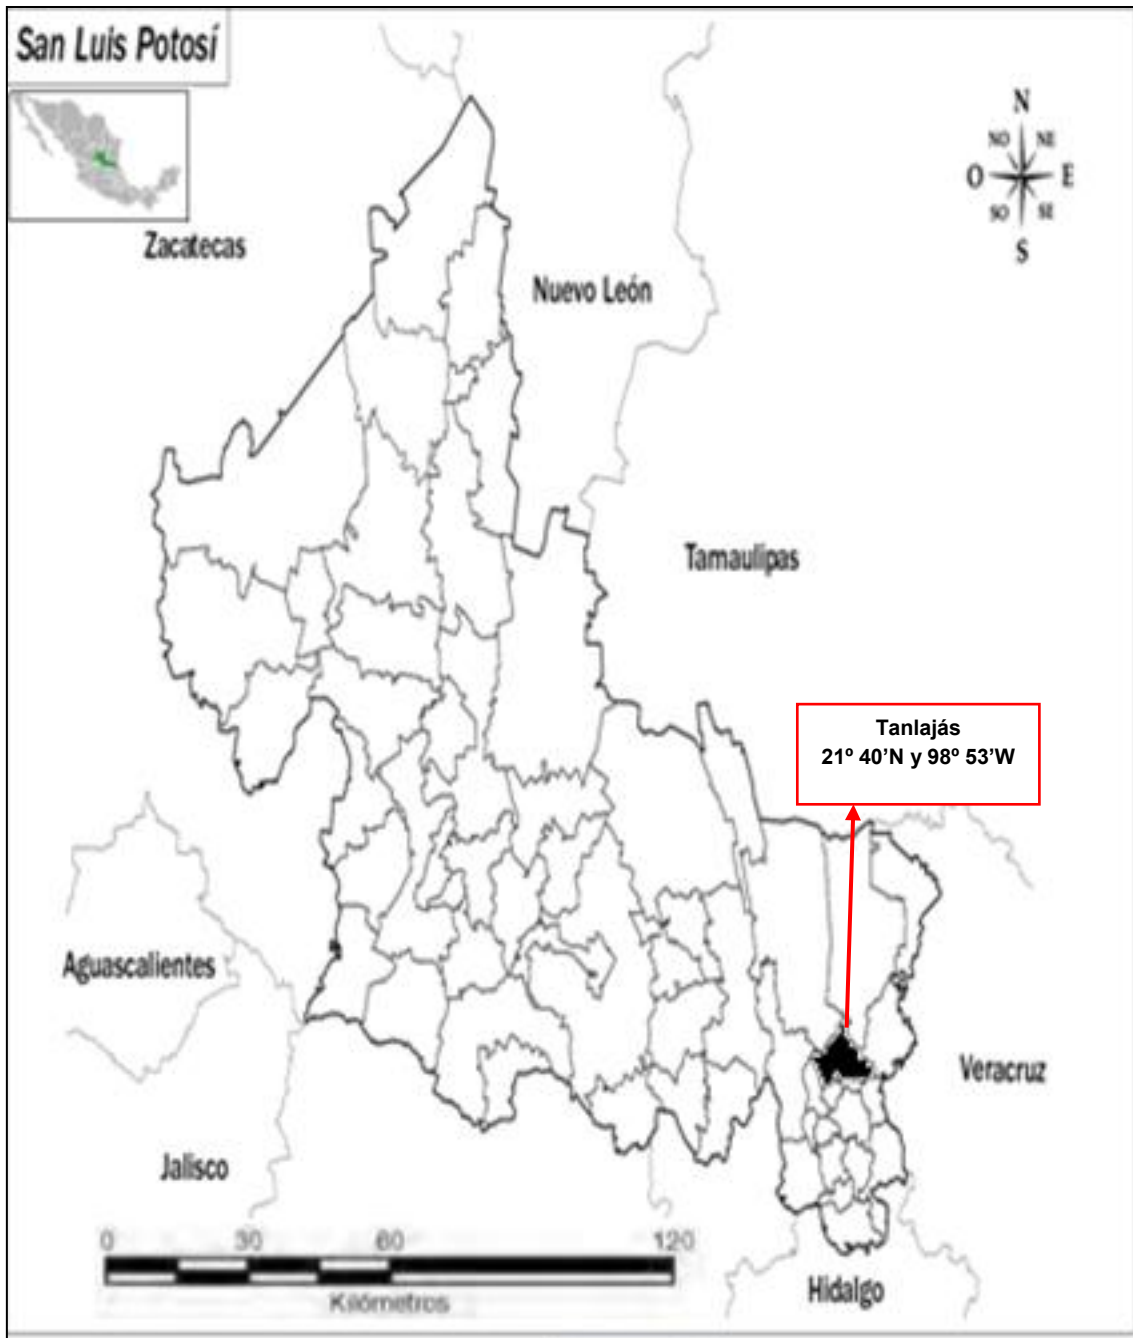 San Luis Potosí
N
NO NE
O E
SO SE
S
Zacatecas
Nuevo León
Tamaulipas
Tanlajás
21º 40’N y 98º 53’W
Aguascalientes
Veracruz
Jalisco
0 30 60 120
Kilómetros
Hidalgo